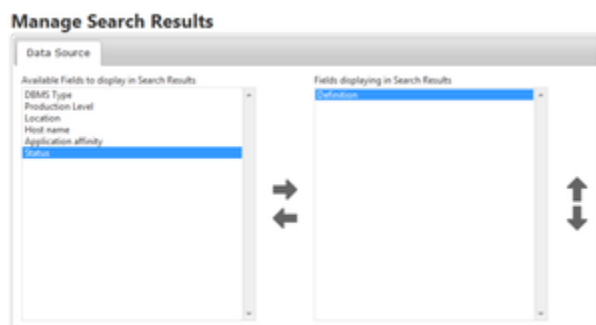 Manage Search Results
Data Source
Available Fields to display in Search Results
DBMS Type
Production Level
Location
Host name
Application affinity
Status
Fields displaying in Search Results
Definition